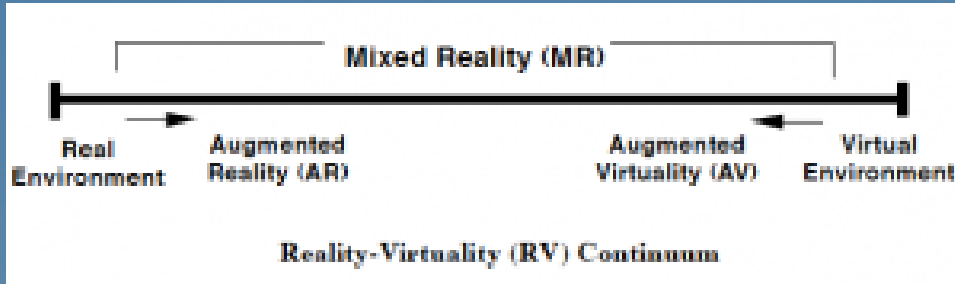 Mixed Reality (MR)
Real
Environment
Augmented
Reality (AR)
Augmented
Virtuality (AV)
Virtual
Environment
Reality-Virtuality (RV) Continuum